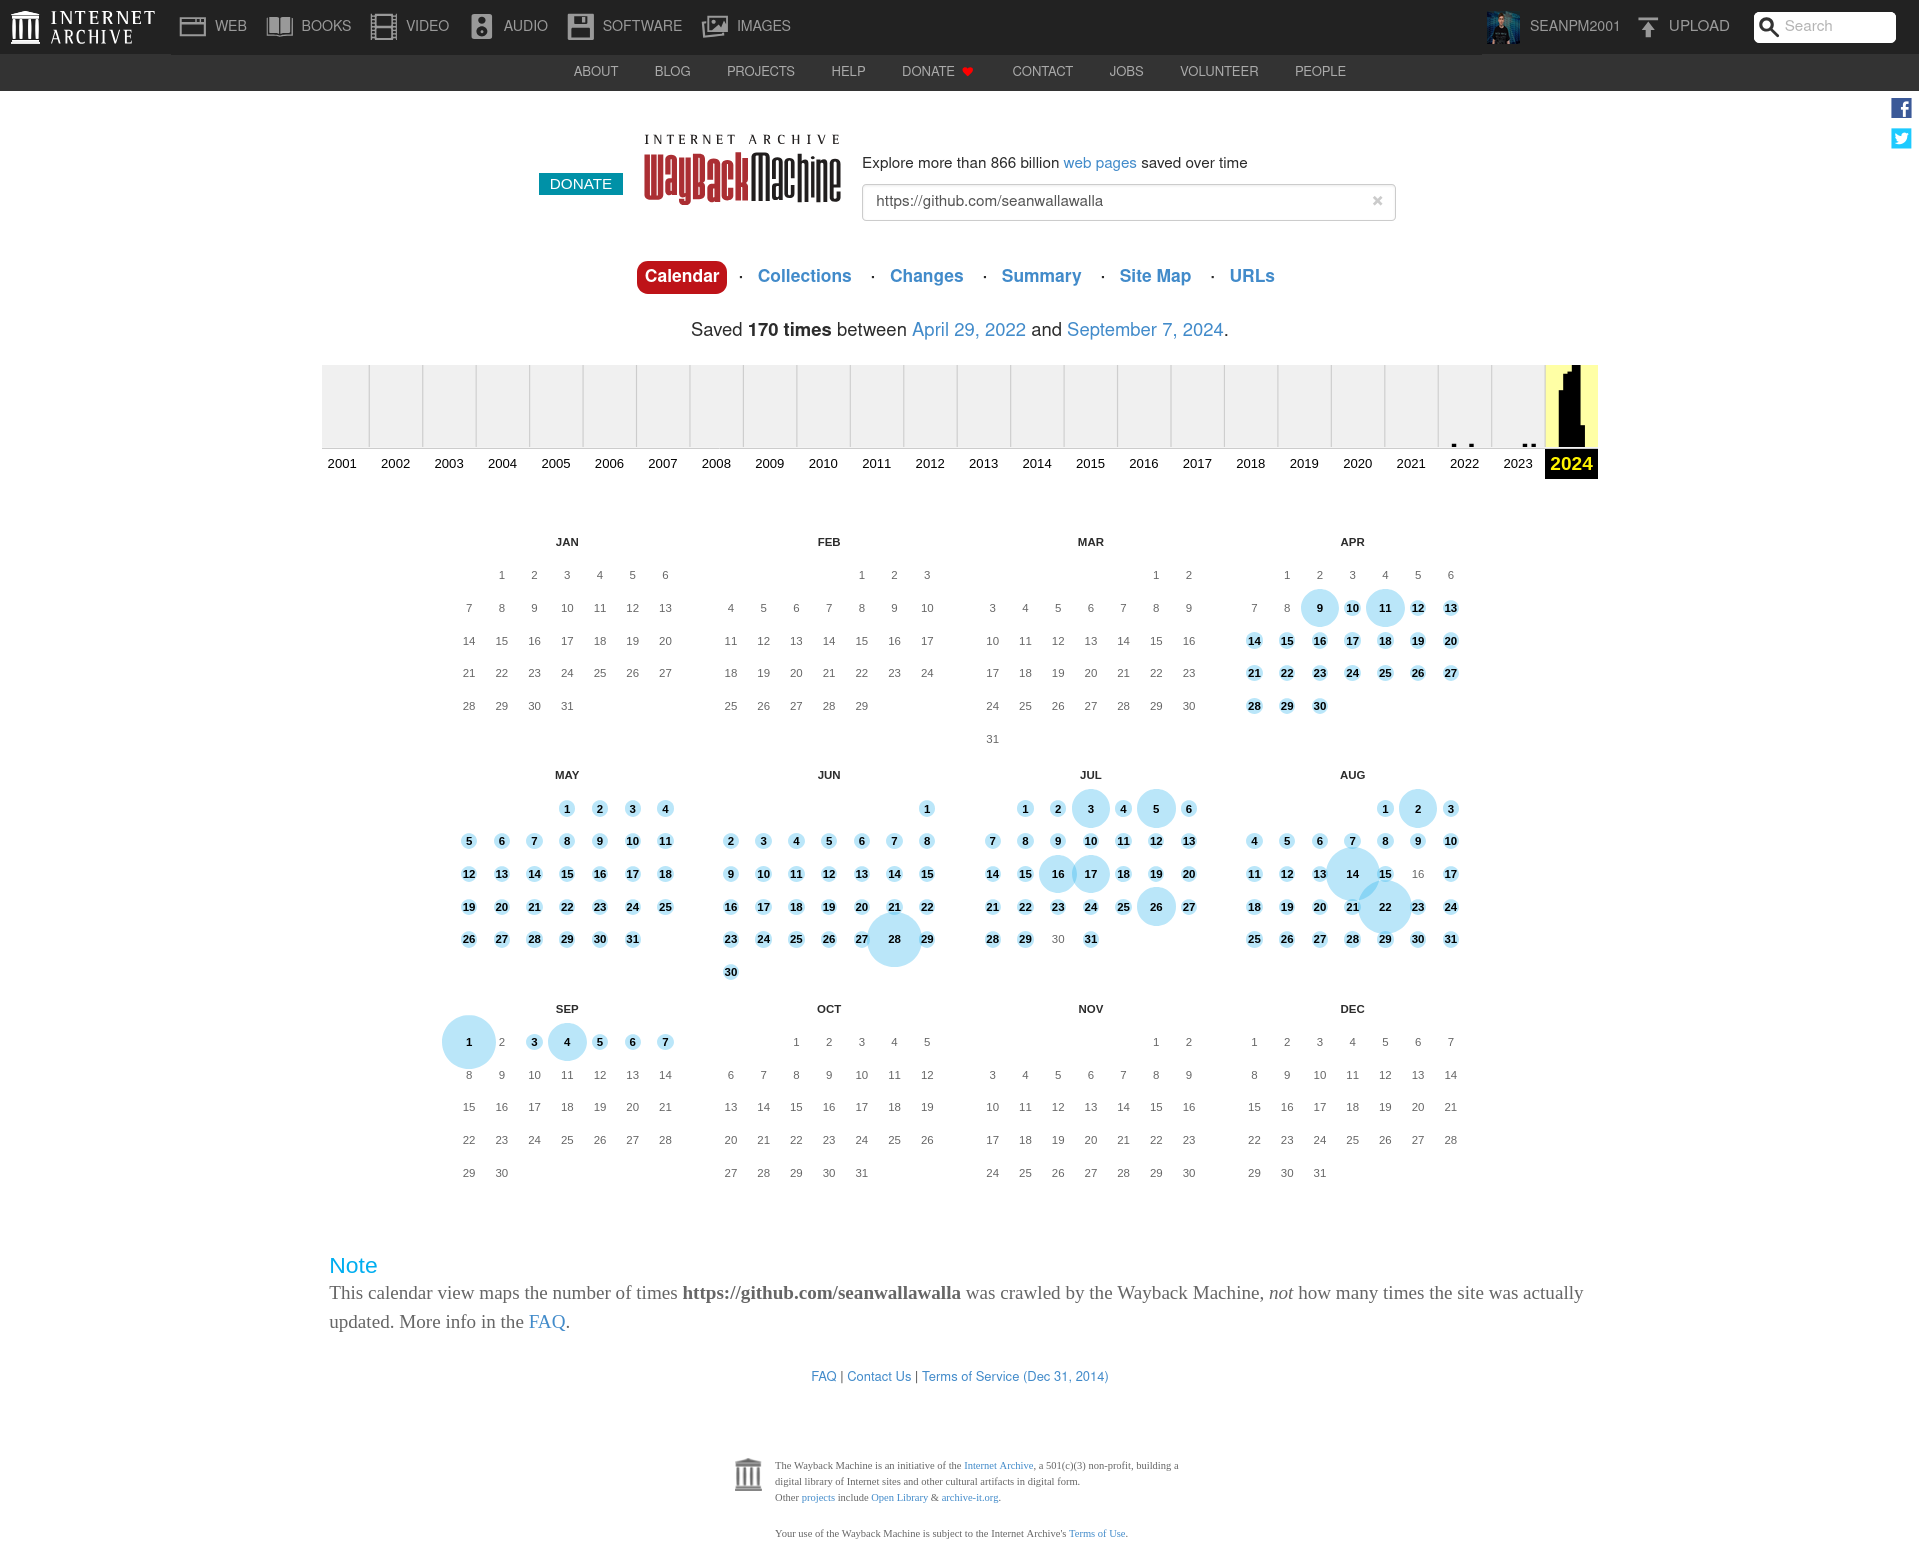 INTERNET ARCHIVE
WEB BOOKS VIDEO AUDIO SOFTWARE IMAGES SEANPM2001 UPLOAD Search
ABOUT BLOG PROJECTS HELP DONATE CONTACT JOBS VOLUNTEER PEOPLE
INTERNET ARCHIVE
DONATE WayBackMachine
Explore more than 866 billion web pages saved over time
https://github.com/seanwallawalla ×
Calendar · Collections · Changes · Summary · Site Map · URLs
Saved 170 times between April 29, 2022 and September 7, 2024.
2001 2002 2003 2004 2005 2006 2007 2008 2009 2010 2011 2012 2013 2014 2015 2016 2017 2018 2019 2020 2021 2022 2023 2024
JAN
1 2 3 4 5 6
7 8 9 10 11 12 13
14 15 16 17 18 19 20
21 22 23 24 25 26 27
28 29 30 31
FEB
1 2 3
4 5 6 7 8 9 10
11 12 13 14 15 16 17
18 19 20 21 22 23 24
25 26 27 28 29
MAR
1 2
3 4 5 6 7 8 9
10 11 12 13 14 15 16
17 18 19 20 21 22 23
24 25 26 27 28 29 30
31
APR
1 2 3 4 5 6
7 8 9 10 11 12 13
14 15 16 17 18 19 20
21 22 23 24 25 26 27
28 29 30
MAY
1 2 3 4
5 6 7 8 9 10 11
12 13 14 15 16 17 18
19 20 21 22 23 24 25
26 27 28 29 30 31
JUN
1
2 3 4 5 6 7 8
9 10 11 12 13 14 15
16 17 18 19 20 21 22
23 24 25 26 27 28 29
30
JUL
1 2 3 4 5 6
7 8 9 10 11 12 13
14 15 16 17 18 19 20
21 22 23 24 25 26 27
28 29 30 31
AUG
1 2 3
4 5 6 7 8 9 10
11 12 13 14 15 16 17
18 19 20 21 22 23 24
25 26 27 28 29 30 31
SEP
1 2 3 4 5 6 7
8 9 10 11 12 13 14
15 16 17 18 19 20 21
22 23 24 25 26 27 28
29 30
OCT
1 2 3 4 5
6 7 8 9 10 11 12
13 14 15 16 17 18 19
20 21 22 23 24 25 26
27 28 29 30 31
NOV
1 2
3 4 5 6 7 8 9
10 11 12 13 14 15 16
17 18 19 20 21 22 23
24 25 26 27 28 29 30
DEC
1 2 3 4 5 6 7
8 9 10 11 12 13 14
15 16 17 18 19 20 21
22 23 24 25 26 27 28
29 30 31
Note
This calendar view maps the number of times https://github.com/seanwallawalla was crawled by the Wayback Machine, not how many times the site was actually
updated. More info in the FAQ.
FAQ | Contact Us | Terms of Service (Dec 31, 2014)
The Wayback Machine is an initiative of the Internet Archive, a 501(c)(3) non-profit, building a
digital library of Internet sites and other cultural artifacts in digital form.
Other projects include Open Library & archive-it.org.
Your use of the Wayback Machine is subject to the Internet Archive's Terms of Use.